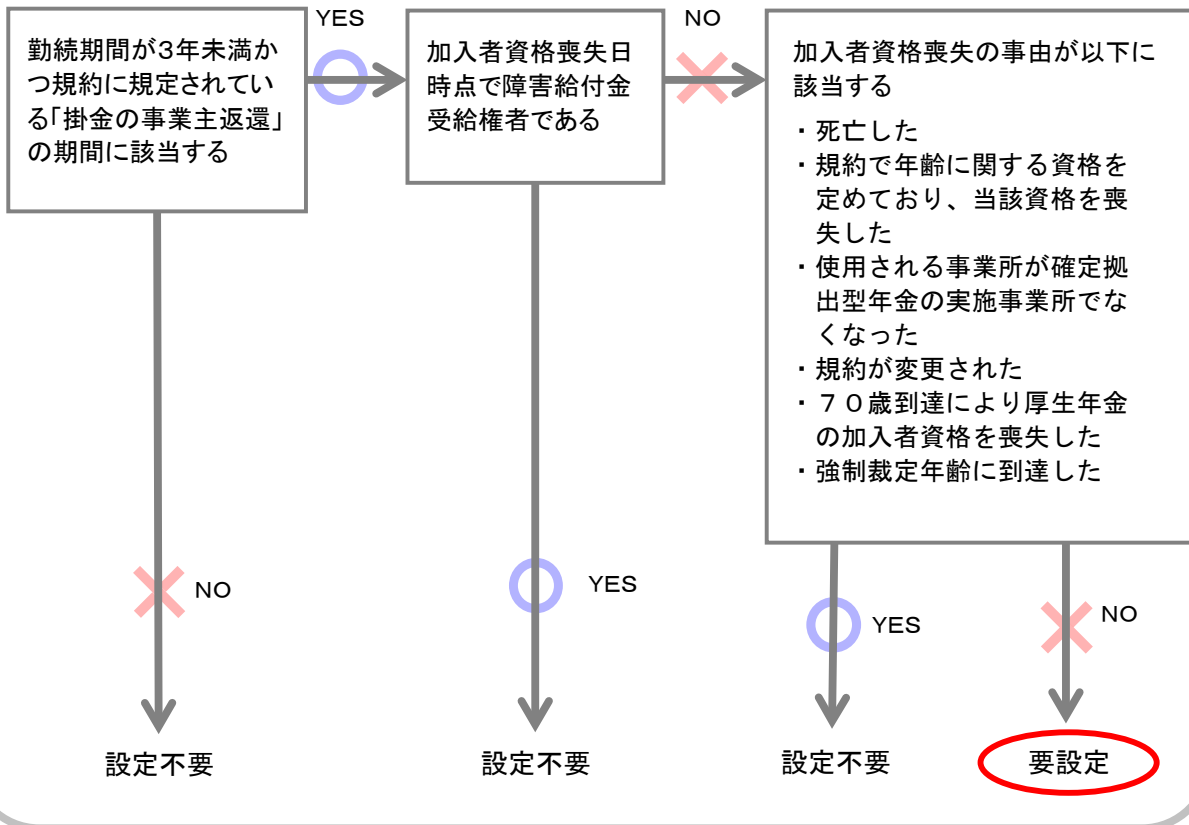 YES
NO
勤続期間が3年未満か
つ規約に規定されてい
る｢掛金の事業主返還｣
の期間に該当する
加入者資格喪失日
時点で障害給付金
受給権者である
加入者資格喪失の事由が以下に
該当する
・死亡した
・規約で年齢に関する資格を
定めており、当該資格を喪
失した
・使用される事業所が確定拠
出型年金の実施事業所でな
くなった
・規約が変更された
・７０歳到達により厚生年金
の加入者資格を喪失した
・強制裁定年齢に到達した
NO
YES
YES
NO
設定不要
設定不要
設定不要
要設定